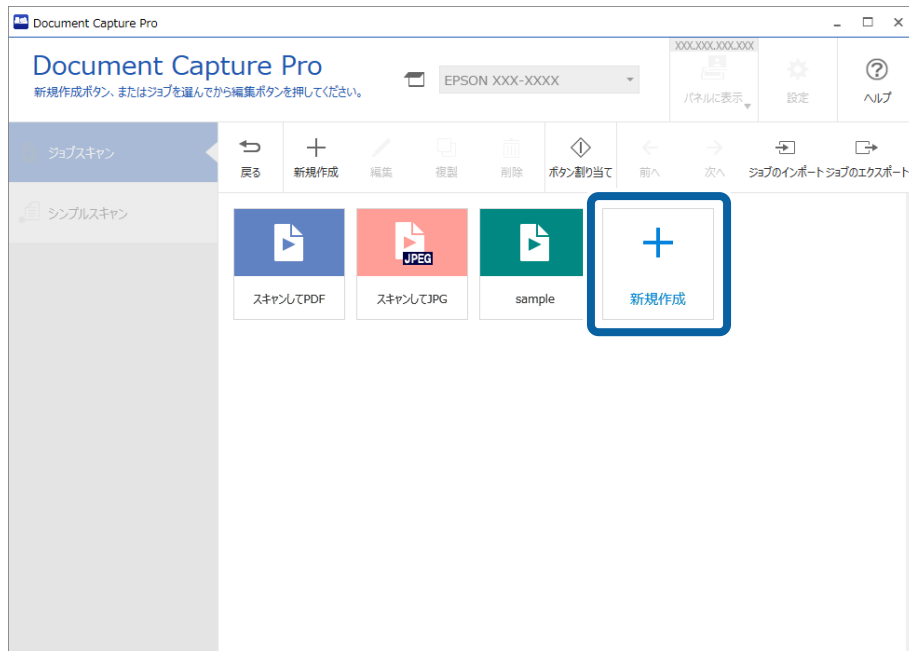 Document Capture Pro
Document Capture Pro
新規作成ボタン、またはジョブを選んでから編集ボタンを押してください。
EPSON XXX-XXXX
XXX.XXX.XXX.XXX
パネルに表示
設定
ヘルプ
ジョブスキャン
シンプルスキャン
戻る
新規作成
編集
複製
削除
ボタン割り当て
前へ
次へ
ジョブのインポート
ジョブのエクスポート
JPEG
スキャンしてPDF
スキャンしてJPG
sample
新規作成